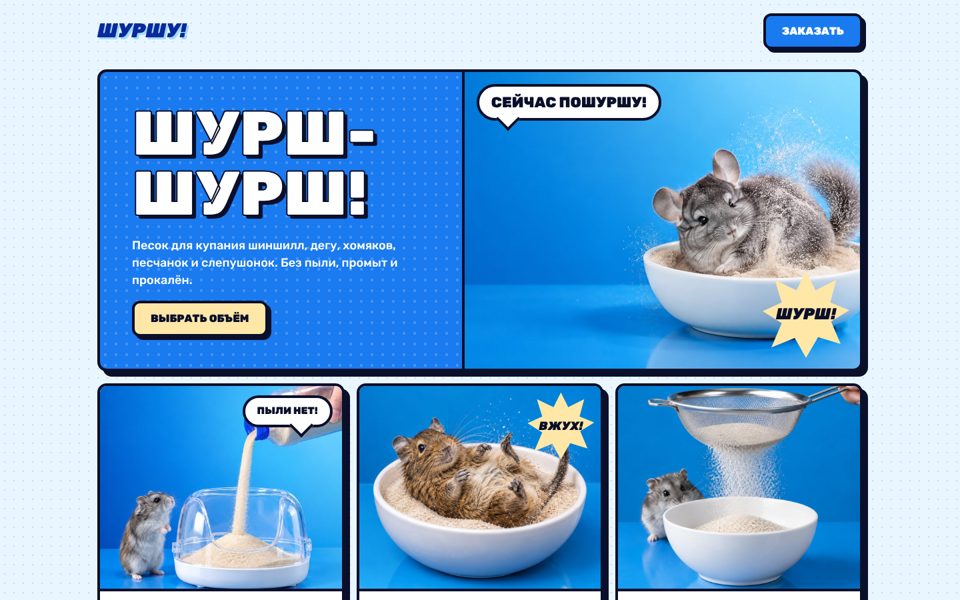 ШУРШУ!
ЗАКАЗАТЬ
ШУРШ-
ШУРШ!
Песок для купания шиншилл, дегу, хомяков,
песчанок и слепушонок. Без пыли, промыт и
прокалён.
ВЫБРАТЬ ОБЪЁМ
СЕЙЧАС ПОШУРШУ!
ШУРШ!
ПЫЛИ НЕТ!
ВЖУХ!